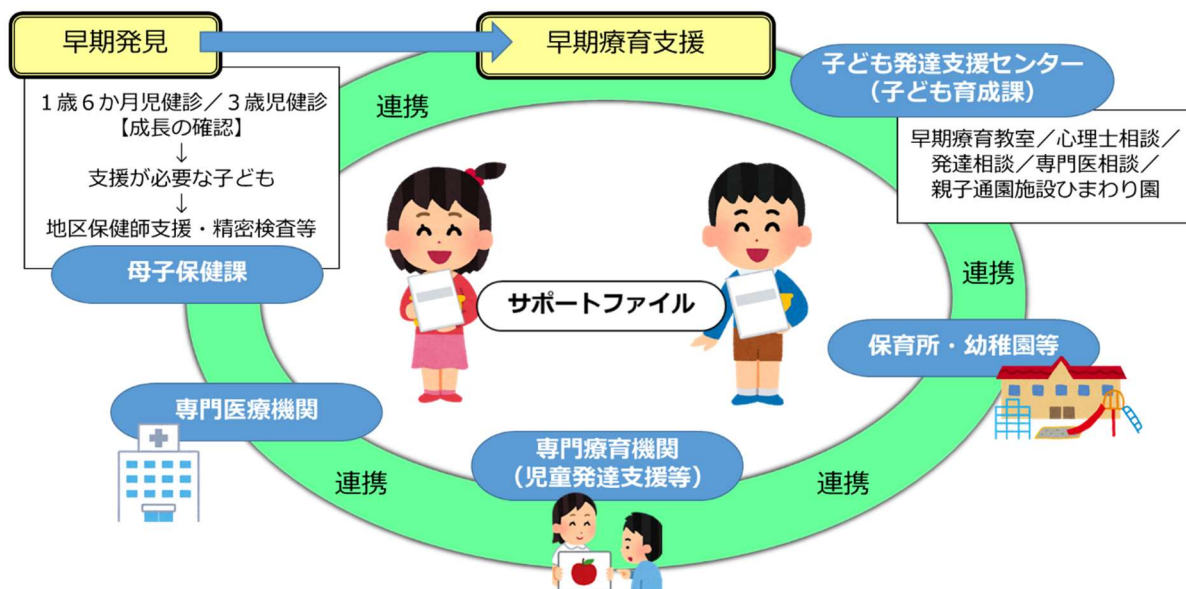 早期発見
早期療育支援
子ども発達支援センター
(子ども育成課)
1歳6か月児健診/3歳児健診
【成長の確認】
↓
支援が必要な子ども
↓
地区保健師支援・精密検査等
母子保健課
連携
早期療育教室/心理士相談/
発達相談/専門医相談/
親子通園施設ひまわり園
連携
サポートファイル
保育所・幼稚園等
専門医療機関
専門療育機関
(児童発達支援等)
連携
連携